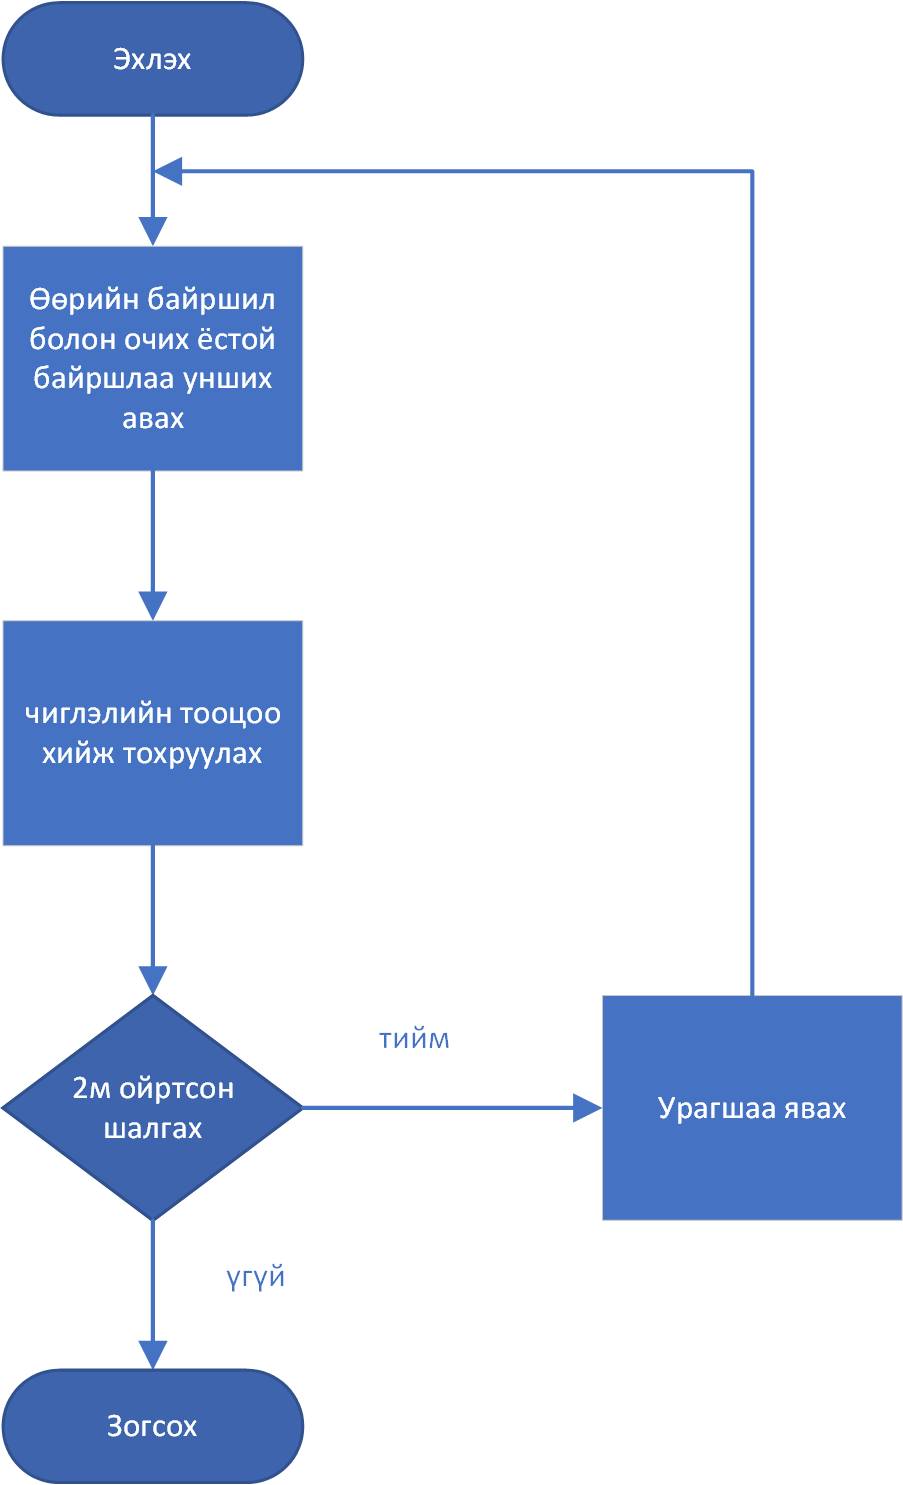 Эхлэх
Өөрийн байршил
болон очих ёстой
байршлаа унших
авах
чиглэлийн тооцоо
хийж тохруулах
2м ойртсон
шалгах
тийм
Урагшаа явах
үгүй
Зогсох